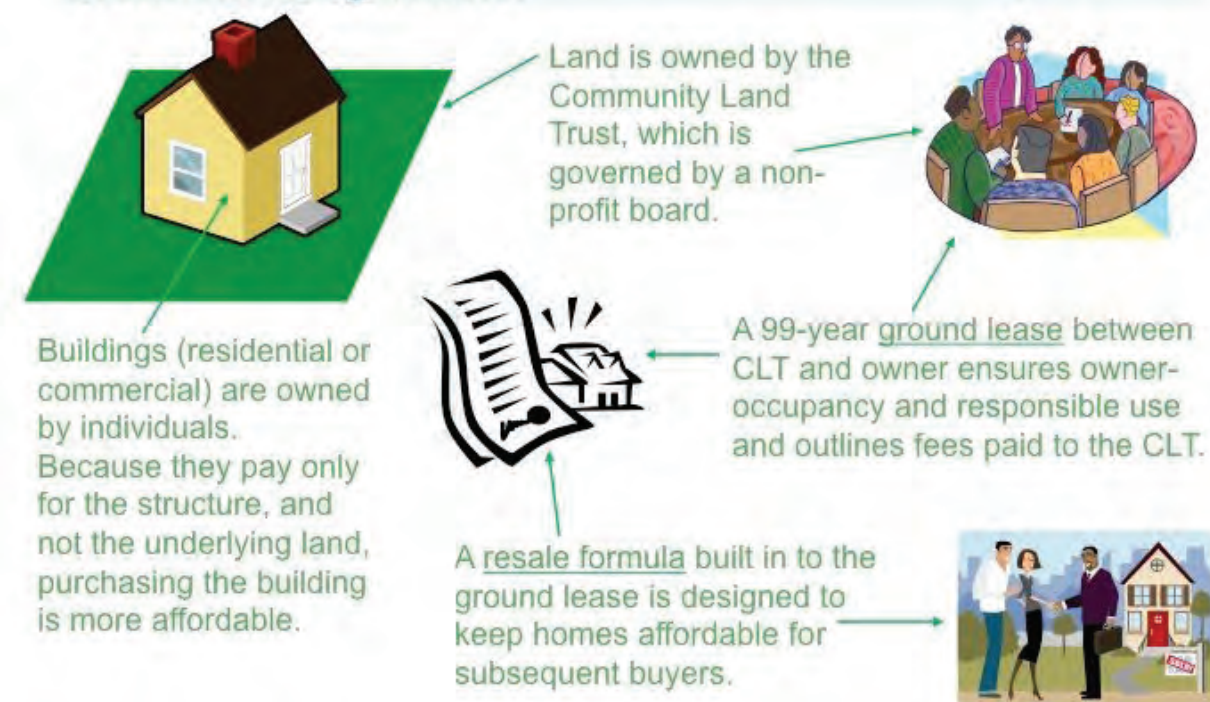 Land is owned by the
Community Land
Trust, which is
governed by a non-
profit board.
Buildings (residential or
commercial) are owned
by individuals.
Because they pay only
for the structure, and
not the underlying land,
purchasing the building
is more affordable.
A 99-year ground lease between
CLT and owner ensures owner-
occupancy and responsible use
and outlines fees paid to the CLT.
A resale formula built in to the
ground lease is designed to
keep homes affordable for
subsequent buyers.